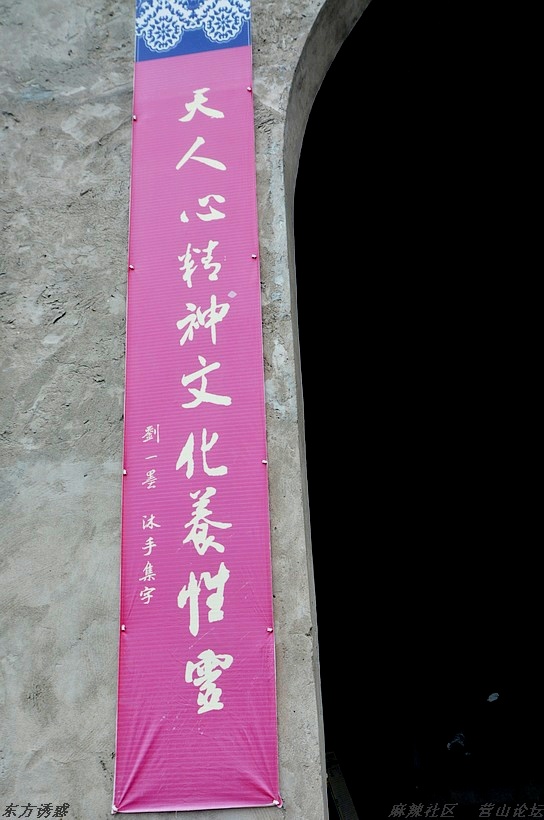 天人心精神文化養性靈
劉一墨 沐手集字
东方诱惑
麻辣社区 营山论坛